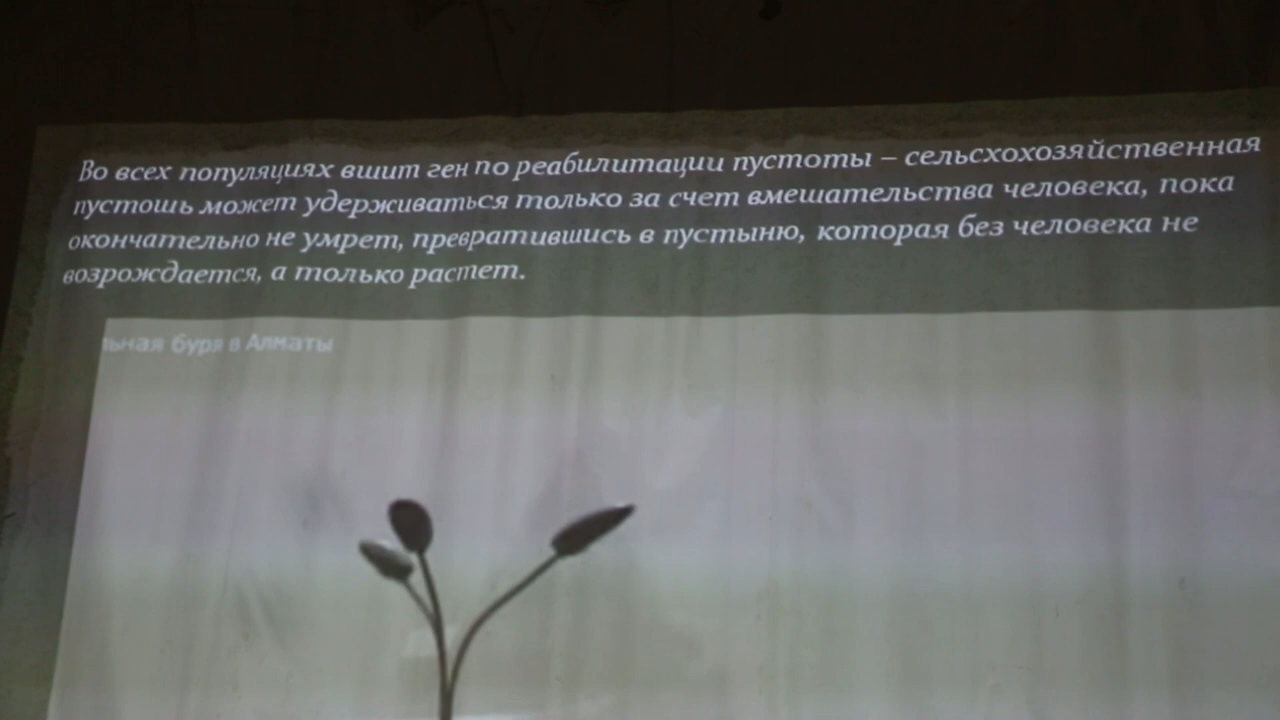 Во всех популяциях вшит ген по реабилитации пустоты – сельсхохозяйственная
пустошь может удерживаться только за счет вмешательства человека, пока
окончательно не умрет, превратившись в пустыню, которая без человека не
возрождается, а только растет.
льная буря в Алматы